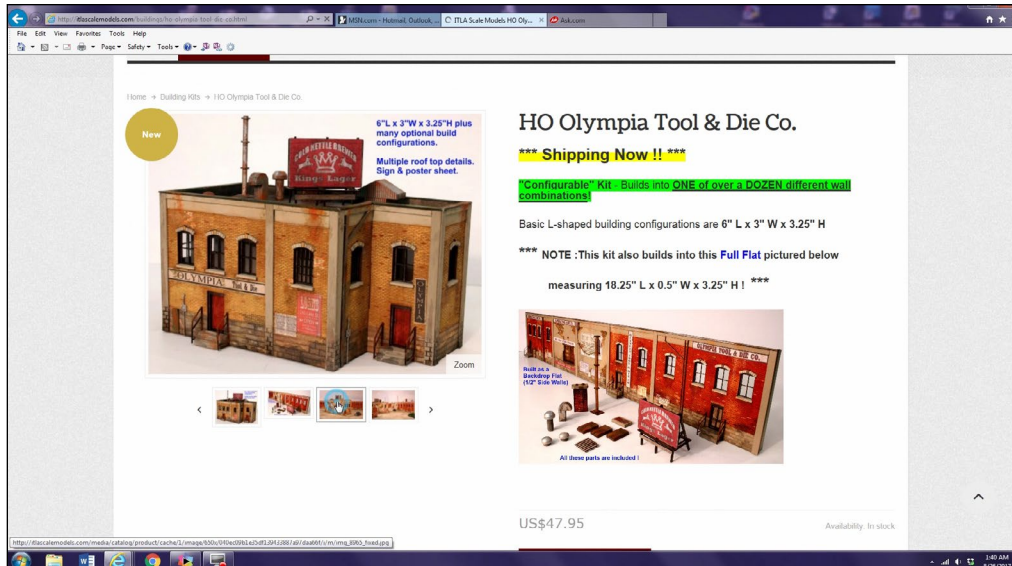 http://itlascalemodels.com/buildings/ho-olympia-tool-die-co.html
MSN.com - Hotmail, Outlook, ...
ITLA Scale Models HO Oly...
Ask.com
File Edit View Favorites Tools Help
Page Safety Tools
Home → Building Kits → HO Olympia Tool & Die Co.
New
6"L x 3"W x 3.25"H plus
many optional build
configurations.
Multiple roof top details.
Sign & poster sheet.
Kings Lager
OLYMPIA Tool & Die
OLYMPIA
Zoom
HO Olympia Tool & Die Co.
*** Shipping Now !! ***
"Configurable" Kit - Builds into ONE of over a DOZEN different wall
combinations!
Basic L-shaped building configurations are 6" L x 3" W x 3.25" H
*** NOTE :This kit also builds into this Full Flat pictured below
measuring 18.25" L x 0.5" W x 3.25" H ! ***
OLYMPIA TOOL & DIE CO.
Built as a
Backdrop Flat
(1/2" Side Walls)
All these parts are included !
US$47.95
Availability: In stock
1:40 AM